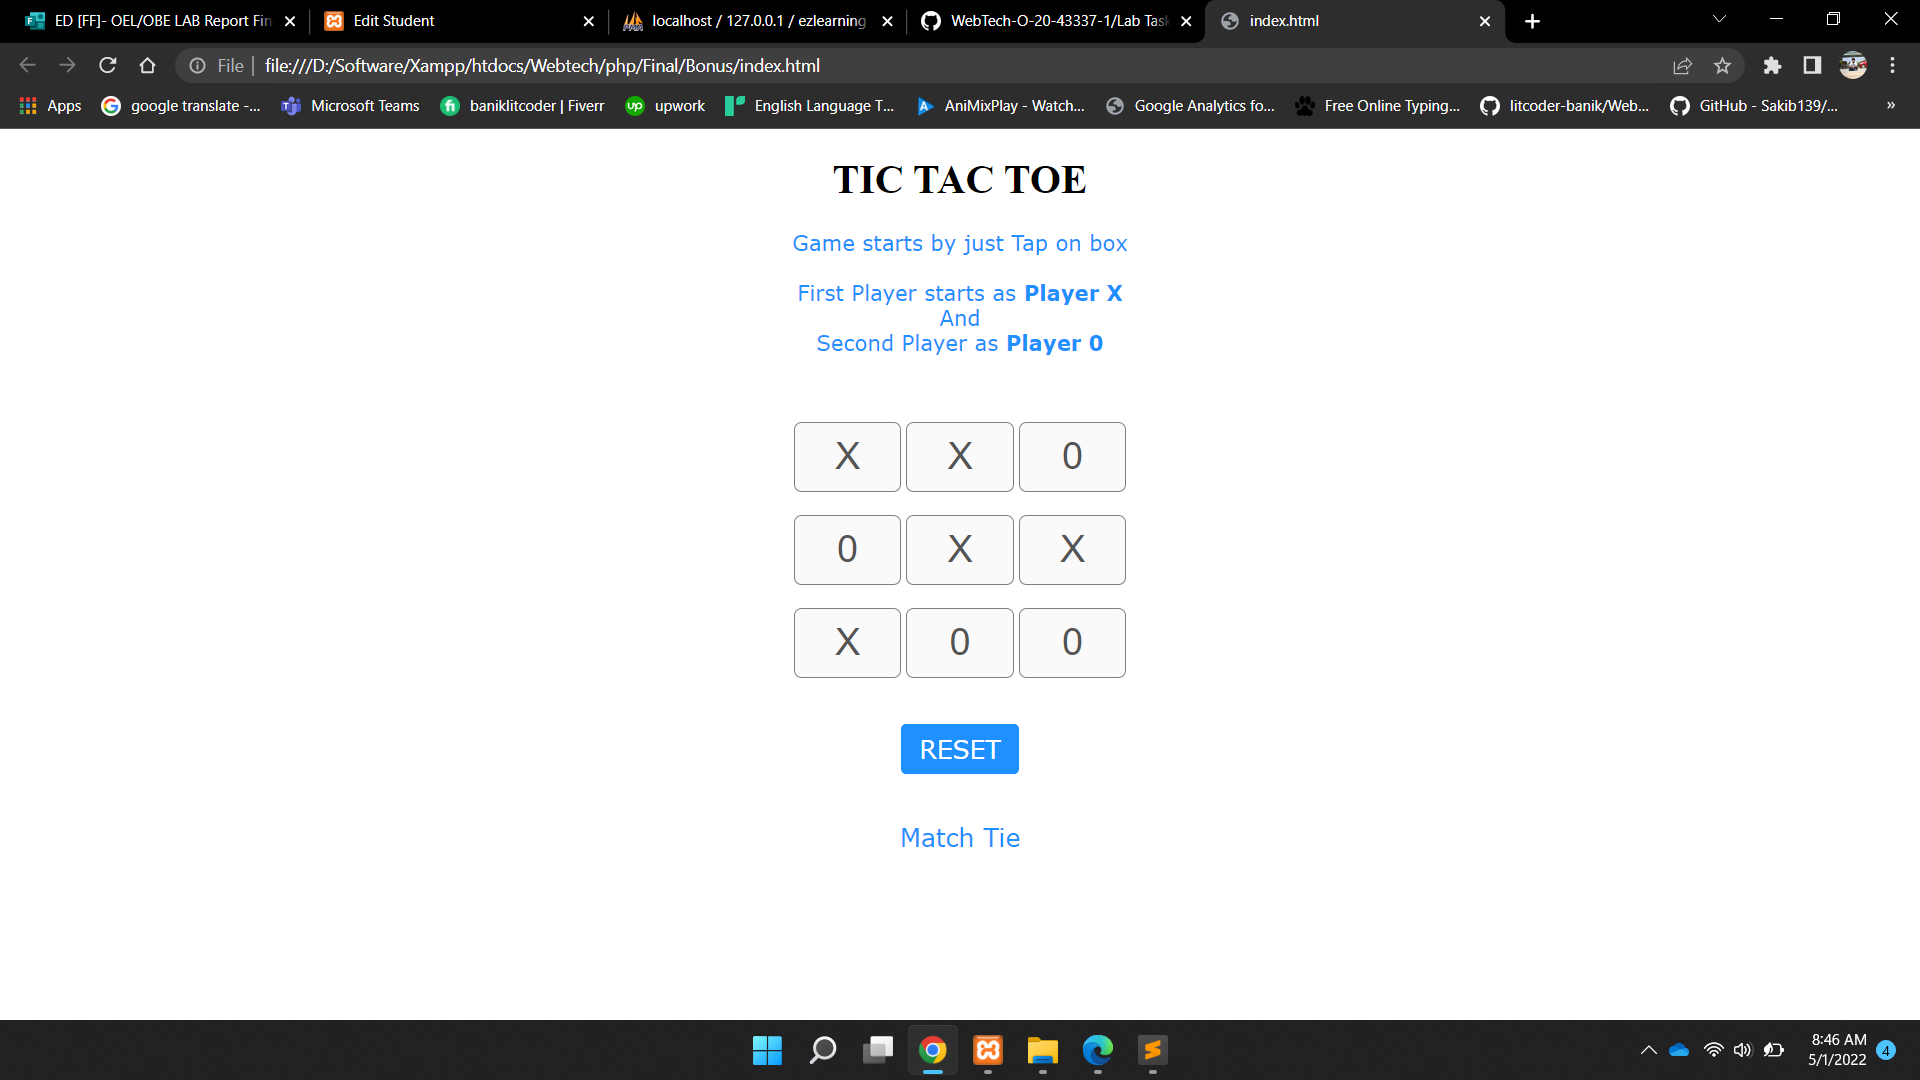 ED [FF]- OEL/OBE LAB Report Fin
Edit Student
localhost / 127.0.0.1 / ezlearning
WebTech-O-20-43337-1/Lab Task
index.html
File | file:///D:/Software/Xampp/htdocs/Webtech/php/Final/Bonus/index.html
Apps
google translate -...
Microsoft Teams
baniklitcoder | Fiverr
upwork
English Language T...
AniMixPlay - Watch...
Google Analytics fo...
Free Online Typing...
litcoder-banik/Web...
GitHub - Sakib139/...
»
TIC TAC TOE
Game starts by just Tap on box
First Player starts as Player X
And
Second Player as Player 0
X X 0
0 X X
X 0 0
RESET
Match Tie
8:46 AM
5/1/2022
4